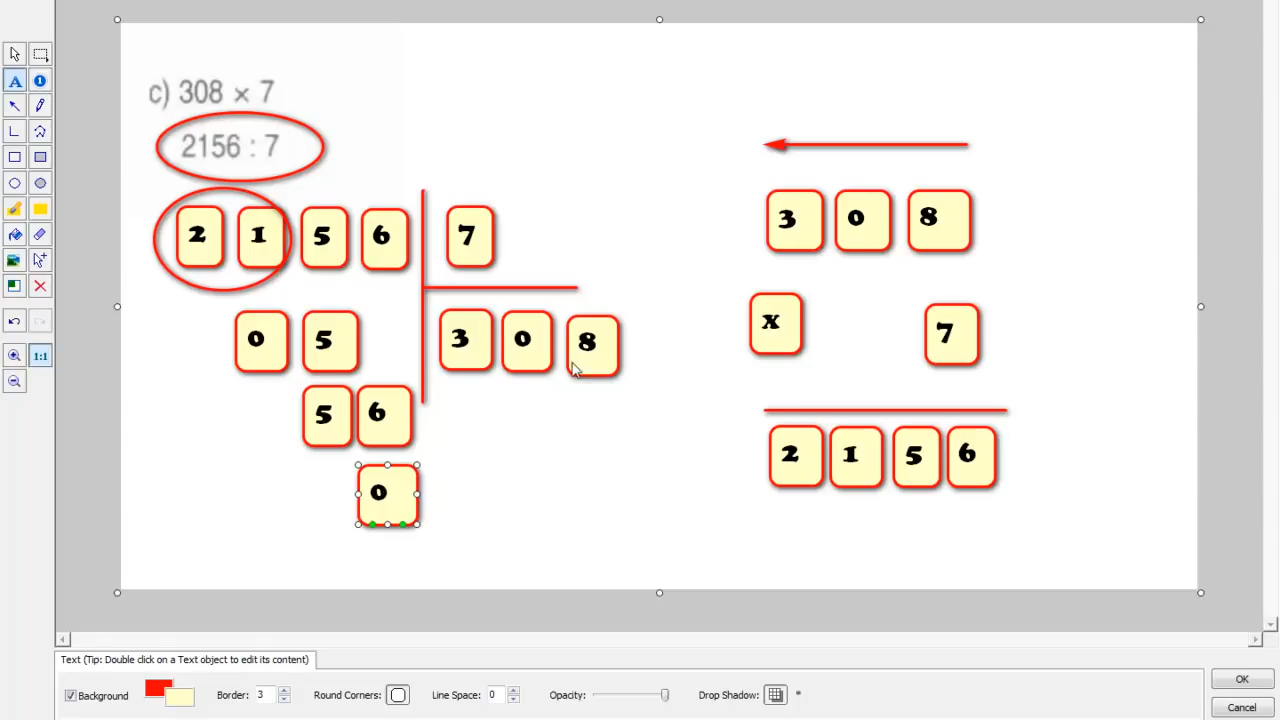 c) 308 × 7
2156 : 7
2 1 5 6 7
0 5 3 0 8
5 6
0
3 0 8
x 7
2 1 5 6
1:1
Text (Tip: Double click on a Text object to edit its content)
Background Border: 3 Round Corners: Line Space: 0 Opacity: Drop Shadow: *
OK
Cancel